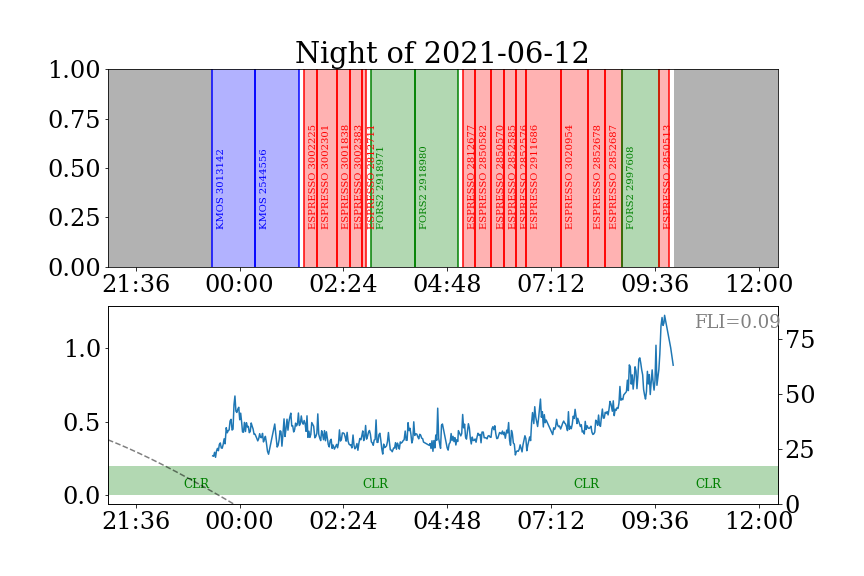 Night of 2021-06-12
1.00
0.75
0.50
0.25
0.00
KMOS 3013142
KMOS 2544556
ESPRESSO 3002225
ESPRESSO 3002301
ESPRESSO 3001838
ESPRESSO 3002383
ESPRESSO 2812711
FORS2 2918971
FORS2 2918980
ESPRESSO 2812677
ESPRESSO 2850582
ESPRESSO 2850570
ESPRESSO 2852585
ESPRESSO 2852576
ESPRESSO 2911686
ESPRESSO 3020954
ESPRESSO 2852678
ESPRESSO 2852687
FORS2 2997608
ESPRESSO 2850513
21:36 00:00 02:24 04:48 07:12 09:36 12:00
FLI=0.09
1.0
0.5
0.0
75
50
25
0
CLR CLR CLR CLR
21:36 00:00 02:24 04:48 07:12 09:36 12:00